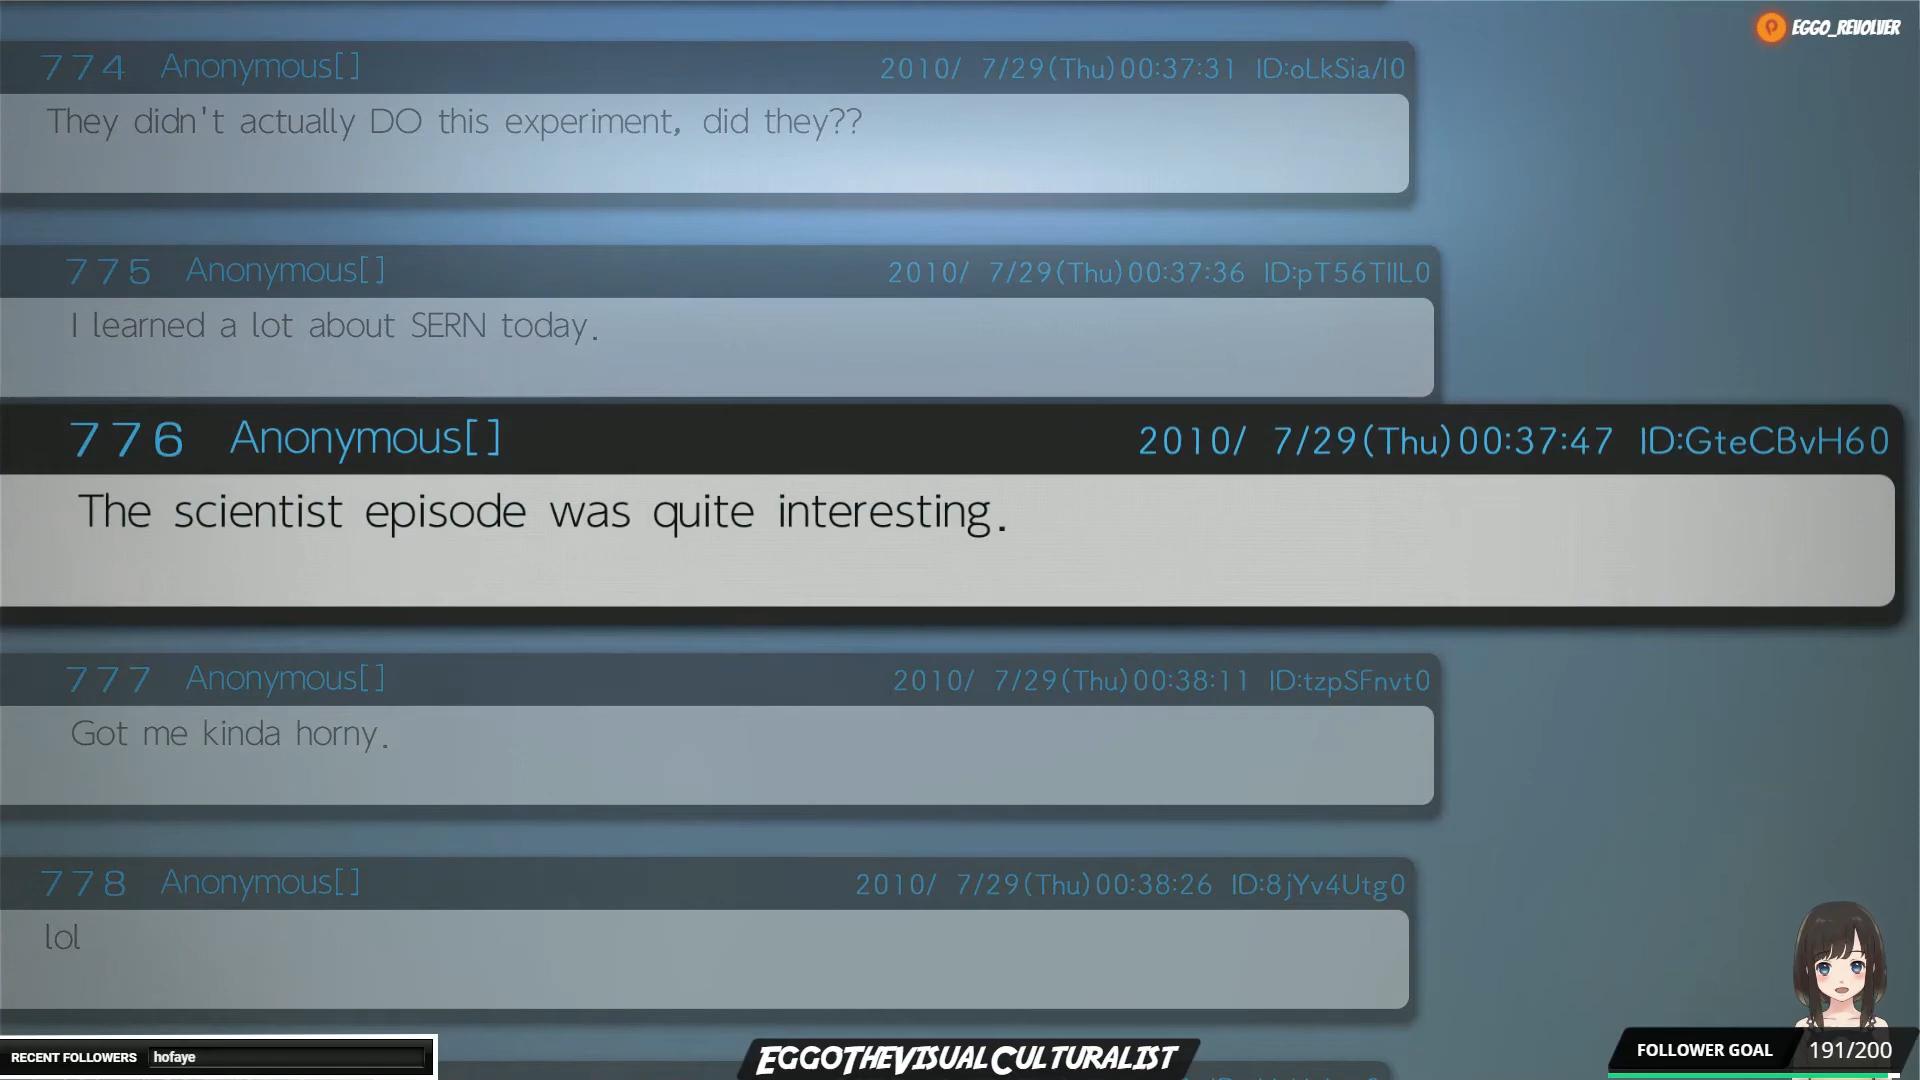 EGGO_REVOLVER
774 Anonymous[] 2010/ 7/29(Thu)00:37:31 ID:oLkSia/I0
They didn't actually DO this experiment, did they??
775 Anonymous[] 2010/ 7/29(Thu)00:37:36 ID:pT56TIIL0
I learned a lot about SERN today.
776 Anonymous[] 2010/ 7/29(Thu)00:37:47 ID:GteCBvH60
The scientist episode was quite interesting.
777 Anonymous[] 2010/ 7/29(Thu)00:38:11 ID:tzpSFnvt0
Got me kinda horny.
778 Anonymous[] 2010/ 7/29(Thu)00:38:26 ID:8jYv4Utg0
lol
RECENT FOLLOWERS hofaye
EGGOTHEVISUALCULTURALIST
FOLLOWER GOAL 191/200